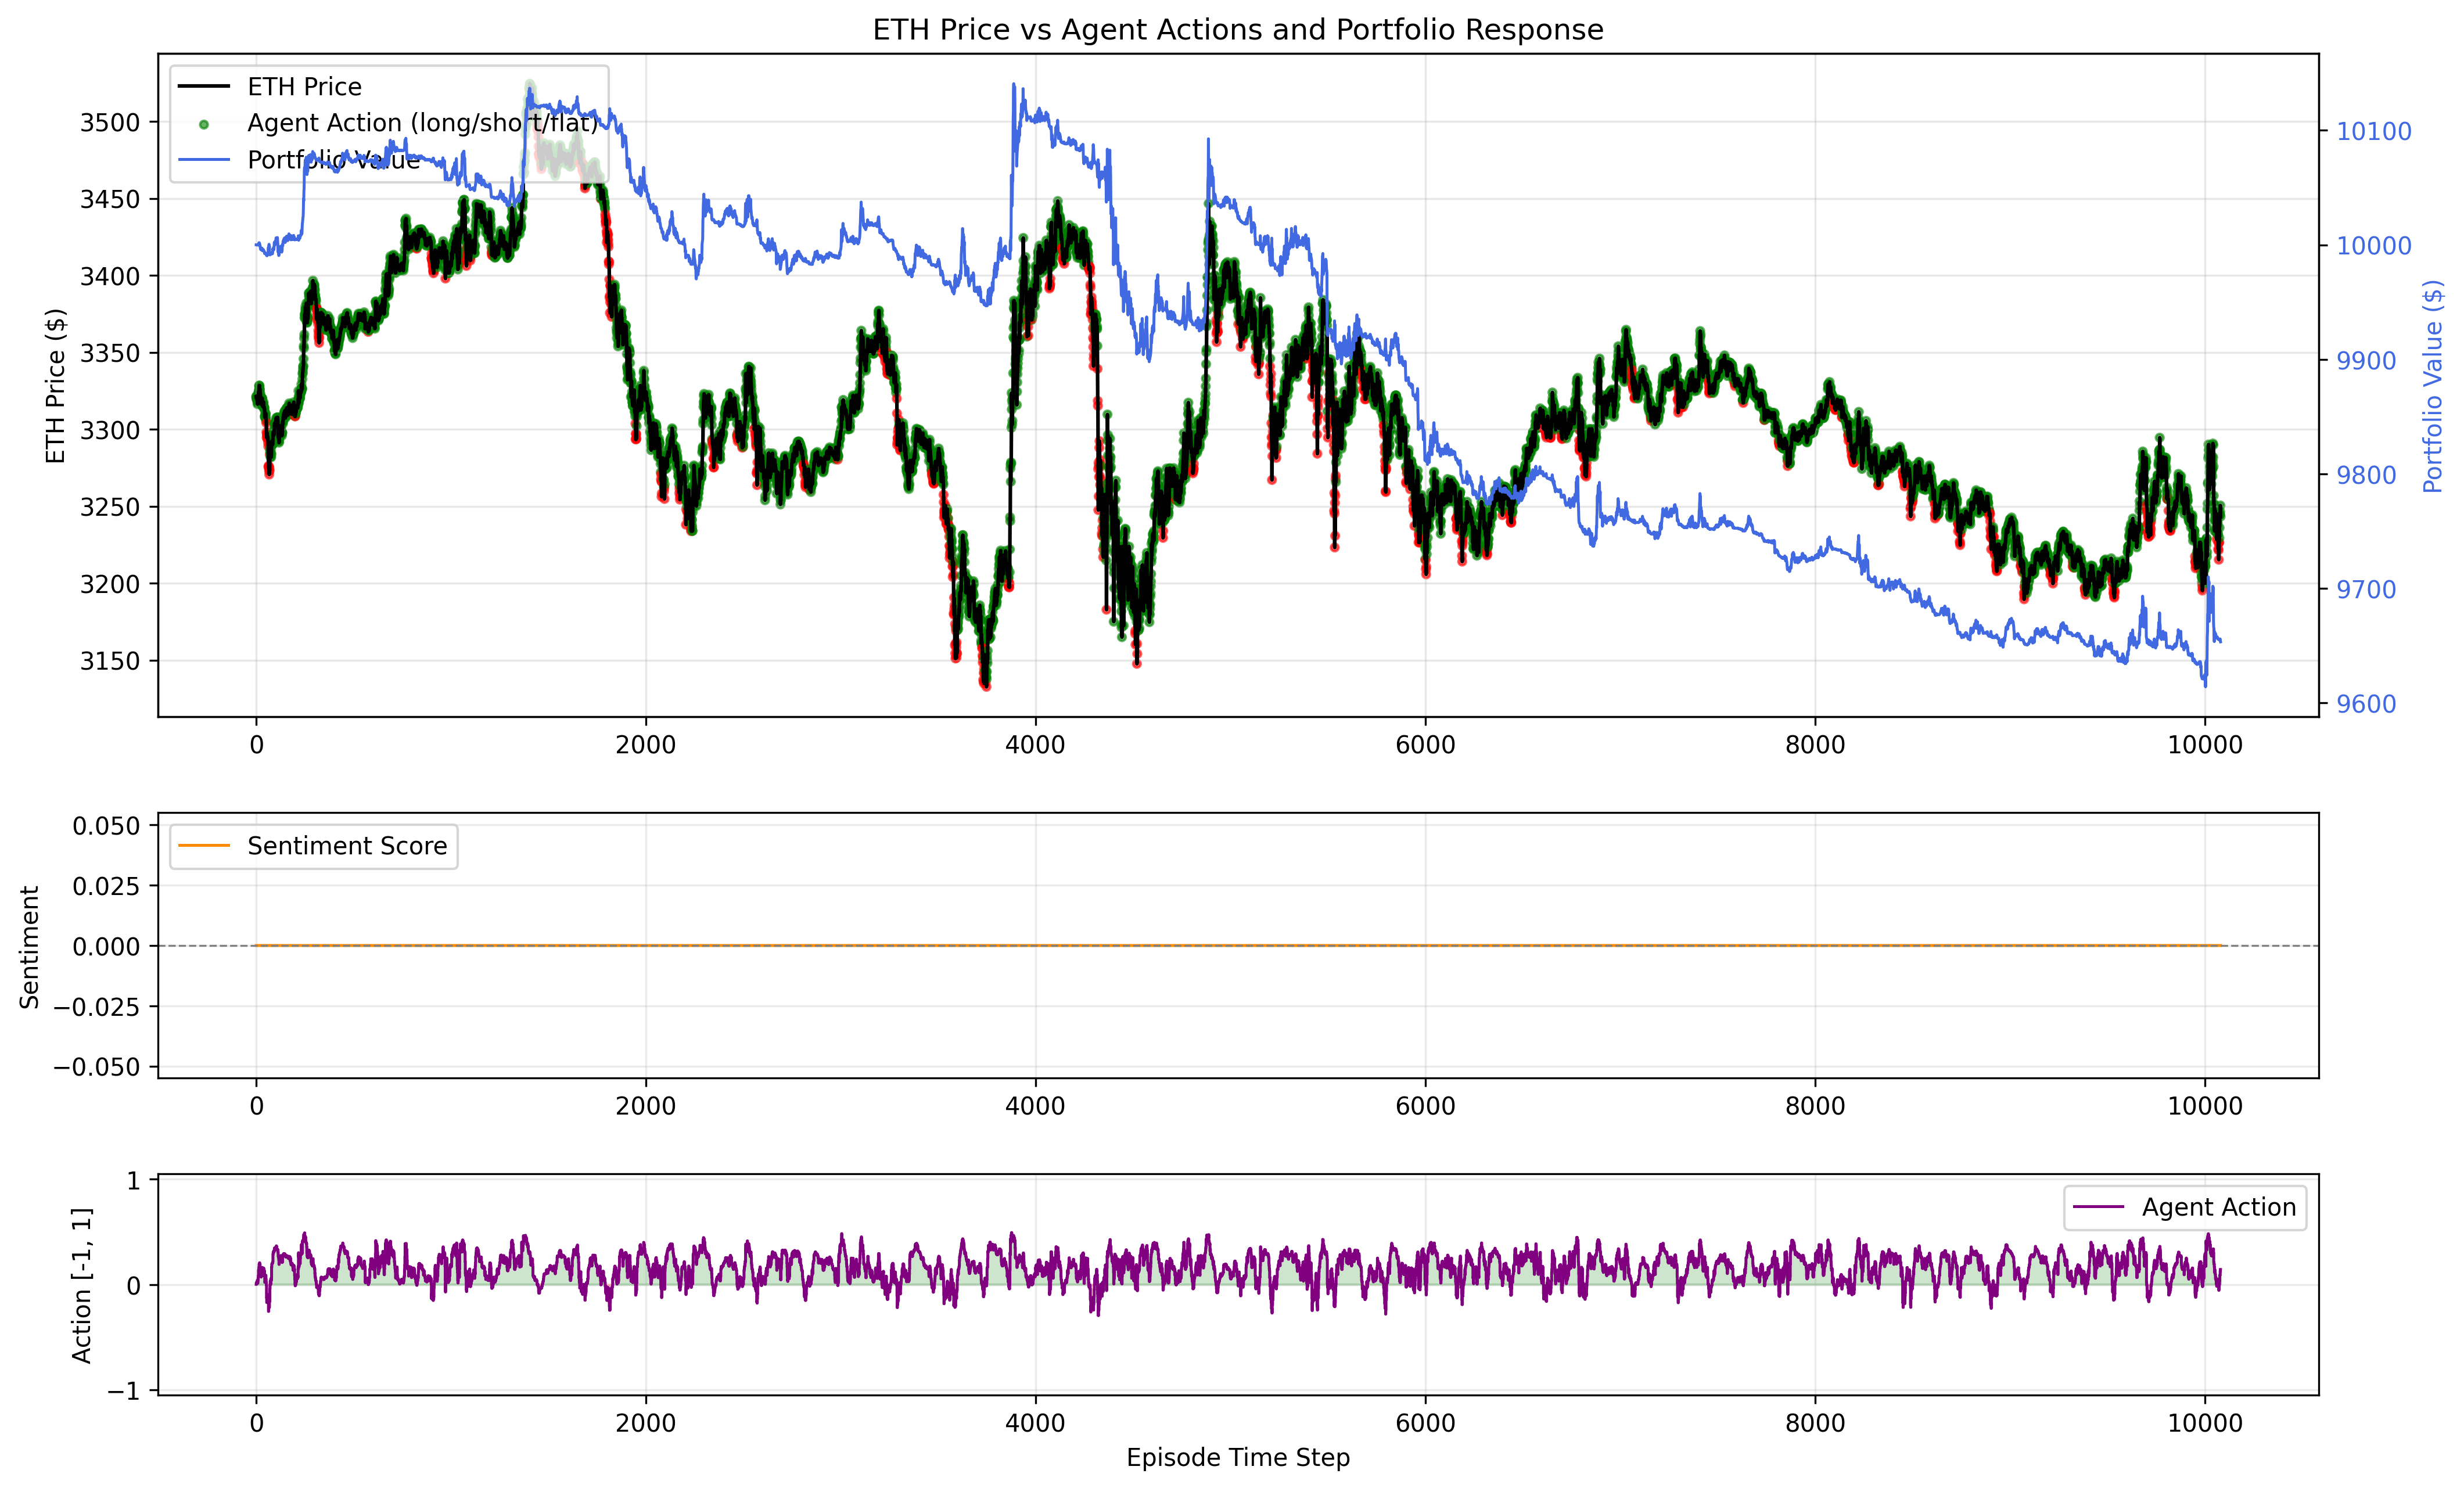 ETH Price vs Agent Actions and Portfolio Response
ETH Price
Agent Action (long/short/flat)
Portfolio Value
ETH Price ($)
3500
3450
3400
3350
3300
3250
3200
3150
Portfolio Value ($)
10100
10000
9900
9800
9700
9600
0 2000 4000 6000 8000 10000
Sentiment Score
Sentiment
0.050
0.025
0.000
−0.025
−0.050
0 2000 4000 6000 8000 10000
Agent Action
Action [-1, 1]
1
0
−1
0 2000 4000 6000 8000 10000
Episode Time Step